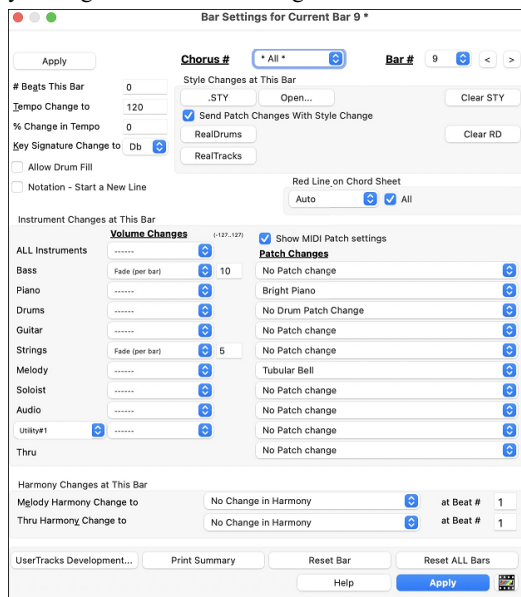 Bar Settings for Current Bar 9 *
Apply
Chorus # * All * Bar # 9 < >
# Beats This Bar 0
Tempo Change to 120
% Change in Tempo 0
Key Signature Change to Db
Allow Drum Fill
Notation - Start a New Line
Style Changes at This Bar
.STY Open... Clear STY
Send Patch Changes With Style Change
RealDrums Clear RD
RealTracks
Red Line on Chord Sheet
Auto All
Instrument Changes at This Bar
Volume Changes (-127..127) Show MIDI Patch settings
Patch Changes
ALL Instruments ------
Bass Fade (per bar) 10 No Patch change
Piano ------ Bright Piano
Drums ------ No Drum Patch Change
Guitar ------ No Patch change
Strings Fade (per bar) 5 No Patch change
Melody ------ Tubular Bell
Soloist ------ No Patch change
Audio ------ No Patch change
Utility#1 ------ No Patch change
Thru No Patch change
Harmony Changes at This Bar
Melody Harmony Change to No Change in Harmony at Beat # 1
Thru Harmony Change to No Change in Harmony at Beat # 1
UserTracks Development... Print Summary Reset Bar Reset ALL Bars
Help Apply